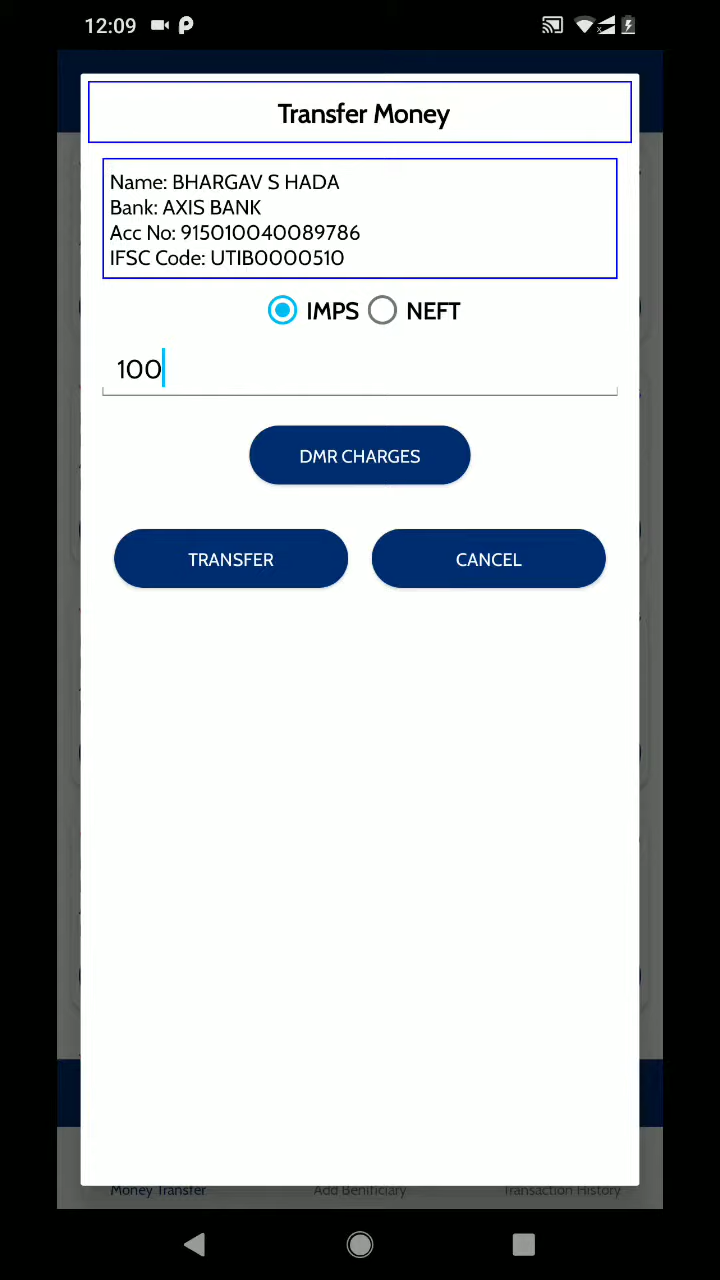 12:09
Transfer Money
Name: BHARGAV S HADA
Bank: AXIS BANK
Acc No: 915010040089786
IFSC Code: UTIB0000510
IMPS NEFT
100
DMR CHARGES
TRANSFER CANCEL
Money Transfer Add Benificiary Transaction History